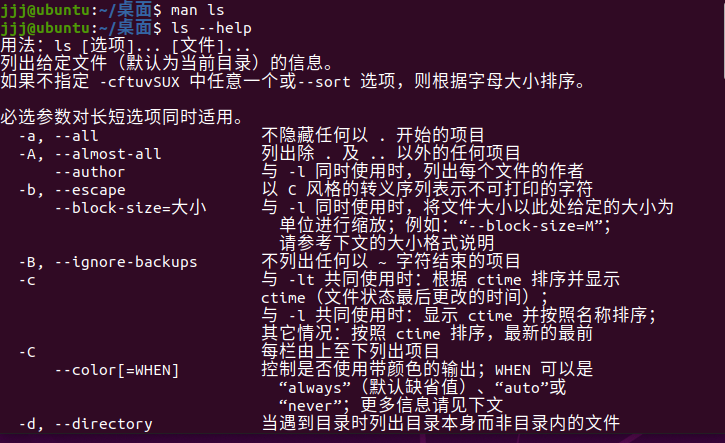 jjj@ubuntu:~/桌面$ man ls
jjj@ubuntu:~/桌面$ ls --help
用法：ls [选项]... [文件]...
列出给定文件（默认为当前目录）的信息。
如果不指定 -cftuvSUX 中任意一个或--sort 选项，则根据字母大小排序。

必选参数对长短选项同时适用。
  -a, --all                  不隐藏任何以 . 开始的项目
  -A, --almost-all           列出除 . 及 .. 以外的任何项目
      --author               与 -l 同时使用时，列出每个文件的作者
  -b, --escape               以 C 风格的转义序列表示不可打印的字符
      --block-size=大小      与 -l 同时使用时，将文件大小以此处给定的大小为
                               单位进行缩放；例如：“--block-size=M”；
                               请参考下文的大小格式说明
  -B, --ignore-backups       不列出任何以 ~ 字符结束的项目
  -c                         与 -lt 共同使用时：根据 ctime 排序并显示
                             ctime（文件状态最后更改的时间）；
                             与 -l 共同使用时：显示 ctime 并按照名称排序；
                             其它情况：按照 ctime 排序，最新的最前
  -C                         每栏由上至下列出项目
      --color[=WHEN]         控制是否使用带颜色的输出；WHEN 可以是
                               “always”（默认缺省值）、“auto”或
                               “never”；更多信息请见下文
  -d, --directory            当遇到目录时列出目录本身而非目录内的文件